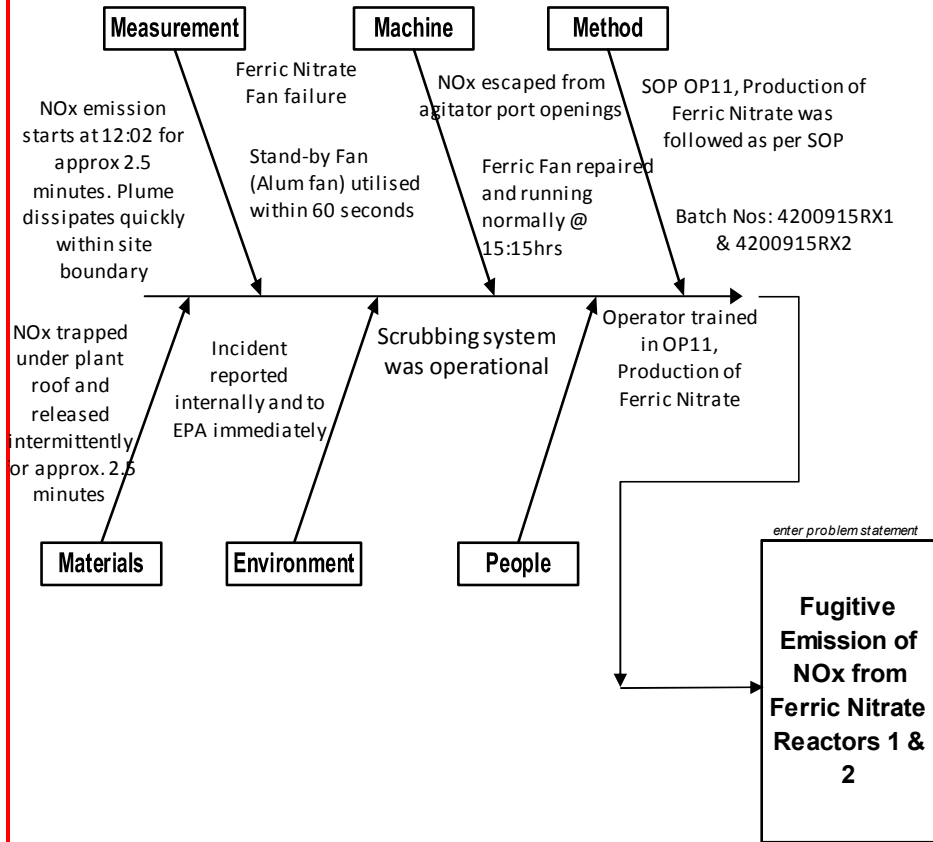 Measurement
Machine
Method
NOx emission
starts at 12:02 for
approx 2.5
minutes. Plume
dissipates quickly
within site
boundary
Ferric Nitrate
Fan failure
Stand-by Fan
(Alum fan) utilised
within 60 seconds
NOx escaped from
agitator port openings
Ferric Fan repaired
and running
normally @
15:15hrs
SOP OP11, Production of
Ferric Nitrate was
followed as per SOP
Batch Nos: 4200915RX1
& 4200915RX2
NOx trapped
under plant
roof and
released
intermittently
for approx. 2.5
minutes
Incident
reported
internally and to
EPA immediately
Scrubbing system
was operational
Operator trained
in OP11,
Production of
Ferric Nitrate
Materials
Environment
People
enter problem statement
Fugitive
Emission of
NOx from
Ferric Nitrate
Reactors 1 &
2